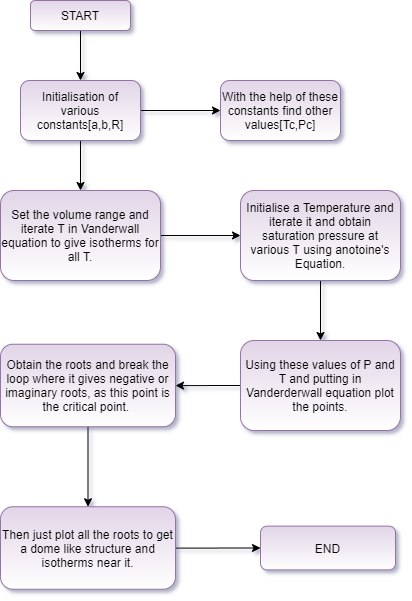 START
Initialisation of
various
constants[a,b,R]
With the help of these
constants find other
values[Tc,Pc]
Set the volume range and
iterate T in Vanderwall
equation to give isotherms for
all T.
Initialise a Temperature and
iterate it and obtain
saturation pressure at
various T using anotoine's
Equation.
Using these values of P and
T and putting in
Vanderderwall equation plot
the points.
Obtain the roots and break the
loop where it gives negative or
imaginary roots, as this point is
the critical point.
Then just plot all the roots to get
a dome like structure and
isotherms near it.
END